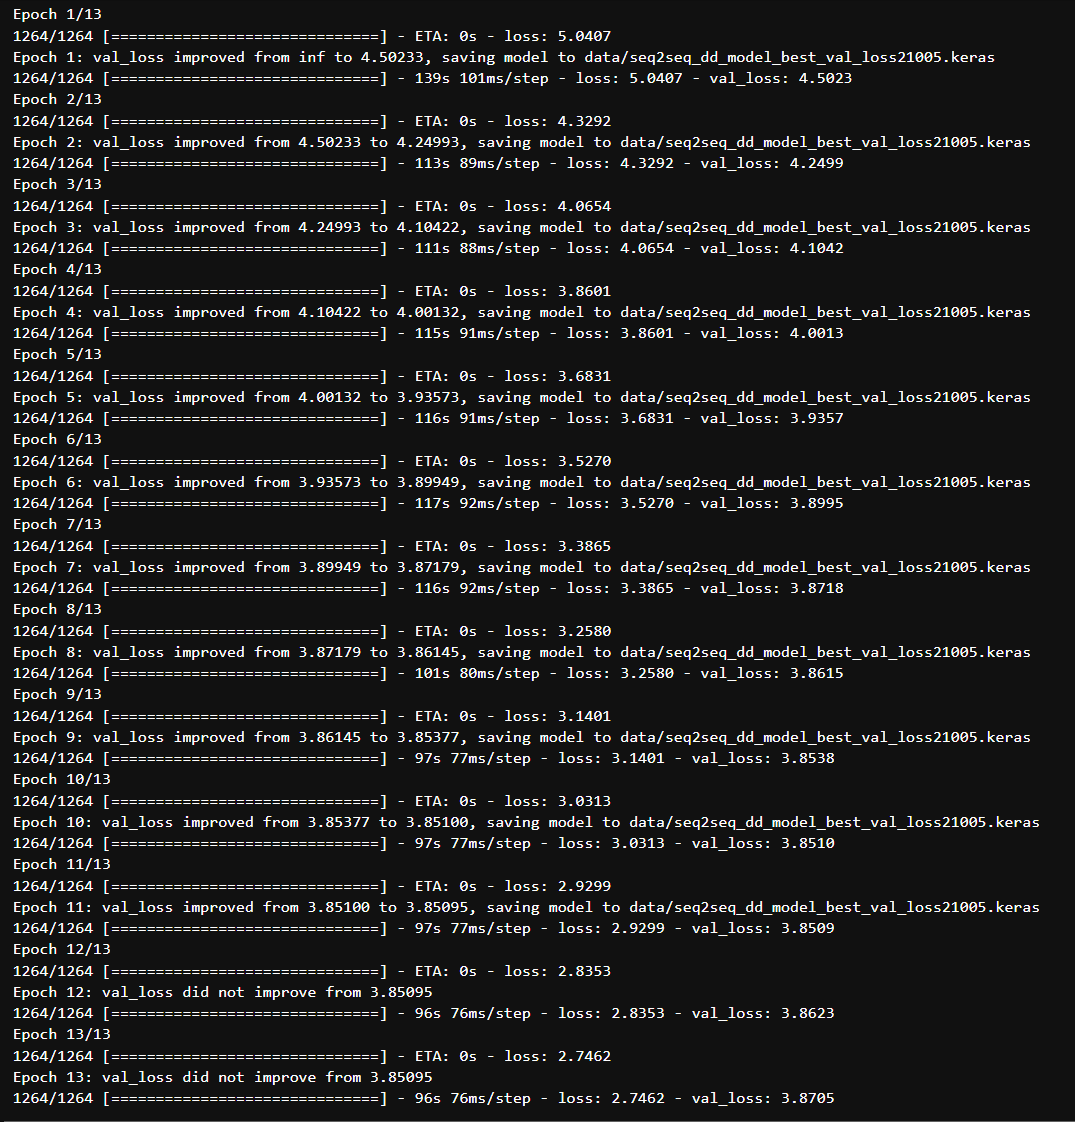 Epoch 1/13
1264/1264 [==============================] - ETA: 0s - loss: 5.0407
Epoch 1: val_loss improved from inf to 4.50233, saving model to data/seq2seq_dd_model_best_val_loss21005.keras
1264/1264 [==============================] - 139s 101ms/step - loss: 5.0407 - val_loss: 4.5023
Epoch 2/13
1264/1264 [==============================] - ETA: 0s - loss: 4.3292
Epoch 2: val_loss improved from 4.50233 to 4.24993, saving model to data/seq2seq_dd_model_best_val_loss21005.keras
1264/1264 [==============================] - 113s 89ms/step - loss: 4.3292 - val_loss: 4.2499
Epoch 3/13
1264/1264 [==============================] - ETA: 0s - loss: 4.0654
Epoch 3: val_loss improved from 4.24993 to 4.10422, saving model to data/seq2seq_dd_model_best_val_loss21005.keras
1264/1264 [==============================] - 111s 88ms/step - loss: 4.0654 - val_loss: 4.1042
Epoch 4/13
1264/1264 [==============================] - ETA: 0s - loss: 3.8601
Epoch 4: val_loss improved from 4.10422 to 4.00132, saving model to data/seq2seq_dd_model_best_val_loss21005.keras
1264/1264 [==============================] - 115s 91ms/step - loss: 3.8601 - val_loss: 4.0013
Epoch 5/13
1264/1264 [==============================] - ETA: 0s - loss: 3.6831
Epoch 5: val_loss improved from 4.00132 to 3.93573, saving model to data/seq2seq_dd_model_best_val_loss21005.keras
1264/1264 [==============================] - 116s 91ms/step - loss: 3.6831 - val_loss: 3.9357
Epoch 6/13
1264/1264 [==============================] - ETA: 0s - loss: 3.5270
Epoch 6: val_loss improved from 3.93573 to 3.89949, saving model to data/seq2seq_dd_model_best_val_loss21005.keras
1264/1264 [==============================] - 117s 92ms/step - loss: 3.5270 - val_loss: 3.8995
Epoch 7/13
1264/1264 [==============================] - ETA: 0s - loss: 3.3865
Epoch 7: val_loss improved from 3.89949 to 3.87179, saving model to data/seq2seq_dd_model_best_val_loss21005.keras
1264/1264 [==============================] - 116s 92ms/step - loss: 3.3865 - val_loss: 3.8718
Epoch 8/13
1264/1264 [==============================] - ETA: 0s - loss: 3.2580
Epoch 8: val_loss improved from 3.87179 to 3.86145, saving model to data/seq2seq_dd_model_best_val_loss21005.keras
1264/1264 [==============================] - 101s 80ms/step - loss: 3.2580 - val_loss: 3.8615
Epoch 9/13
1264/1264 [==============================] - ETA: 0s - loss: 3.1401
Epoch 9: val_loss improved from 3.86145 to 3.85377, saving model to data/seq2seq_dd_model_best_val_loss21005.keras
1264/1264 [==============================] - 97s 77ms/step - loss: 3.1401 - val_loss: 3.8538
Epoch 10/13
1264/1264 [==============================] - ETA: 0s - loss: 3.0313
Epoch 10: val_loss improved from 3.85377 to 3.85100, saving model to data/seq2seq_dd_model_best_val_loss21005.keras
1264/1264 [==============================] - 97s 77ms/step - loss: 3.0313 - val_loss: 3.8510
Epoch 11/13
1264/1264 [==============================] - ETA: 0s - loss: 2.9299
Epoch 11: val_loss improved from 3.85100 to 3.85095, saving model to data/seq2seq_dd_model_best_val_loss21005.keras
1264/1264 [==============================] - 97s 77ms/step - loss: 2.9299 - val_loss: 3.8509
Epoch 12/13
1264/1264 [==============================] - ETA: 0s - loss: 2.8353
Epoch 12: val_loss did not improve from 3.85095
1264/1264 [==============================] - 96s 76ms/step - loss: 2.8353 - val_loss: 3.8623
Epoch 13/13
1264/1264 [==============================] - ETA: 0s - loss: 2.7462
Epoch 13: val_loss did not improve from 3.85095
1264/1264 [==============================] - 96s 76ms/step - loss: 2.7462 - val_loss: 3.8705